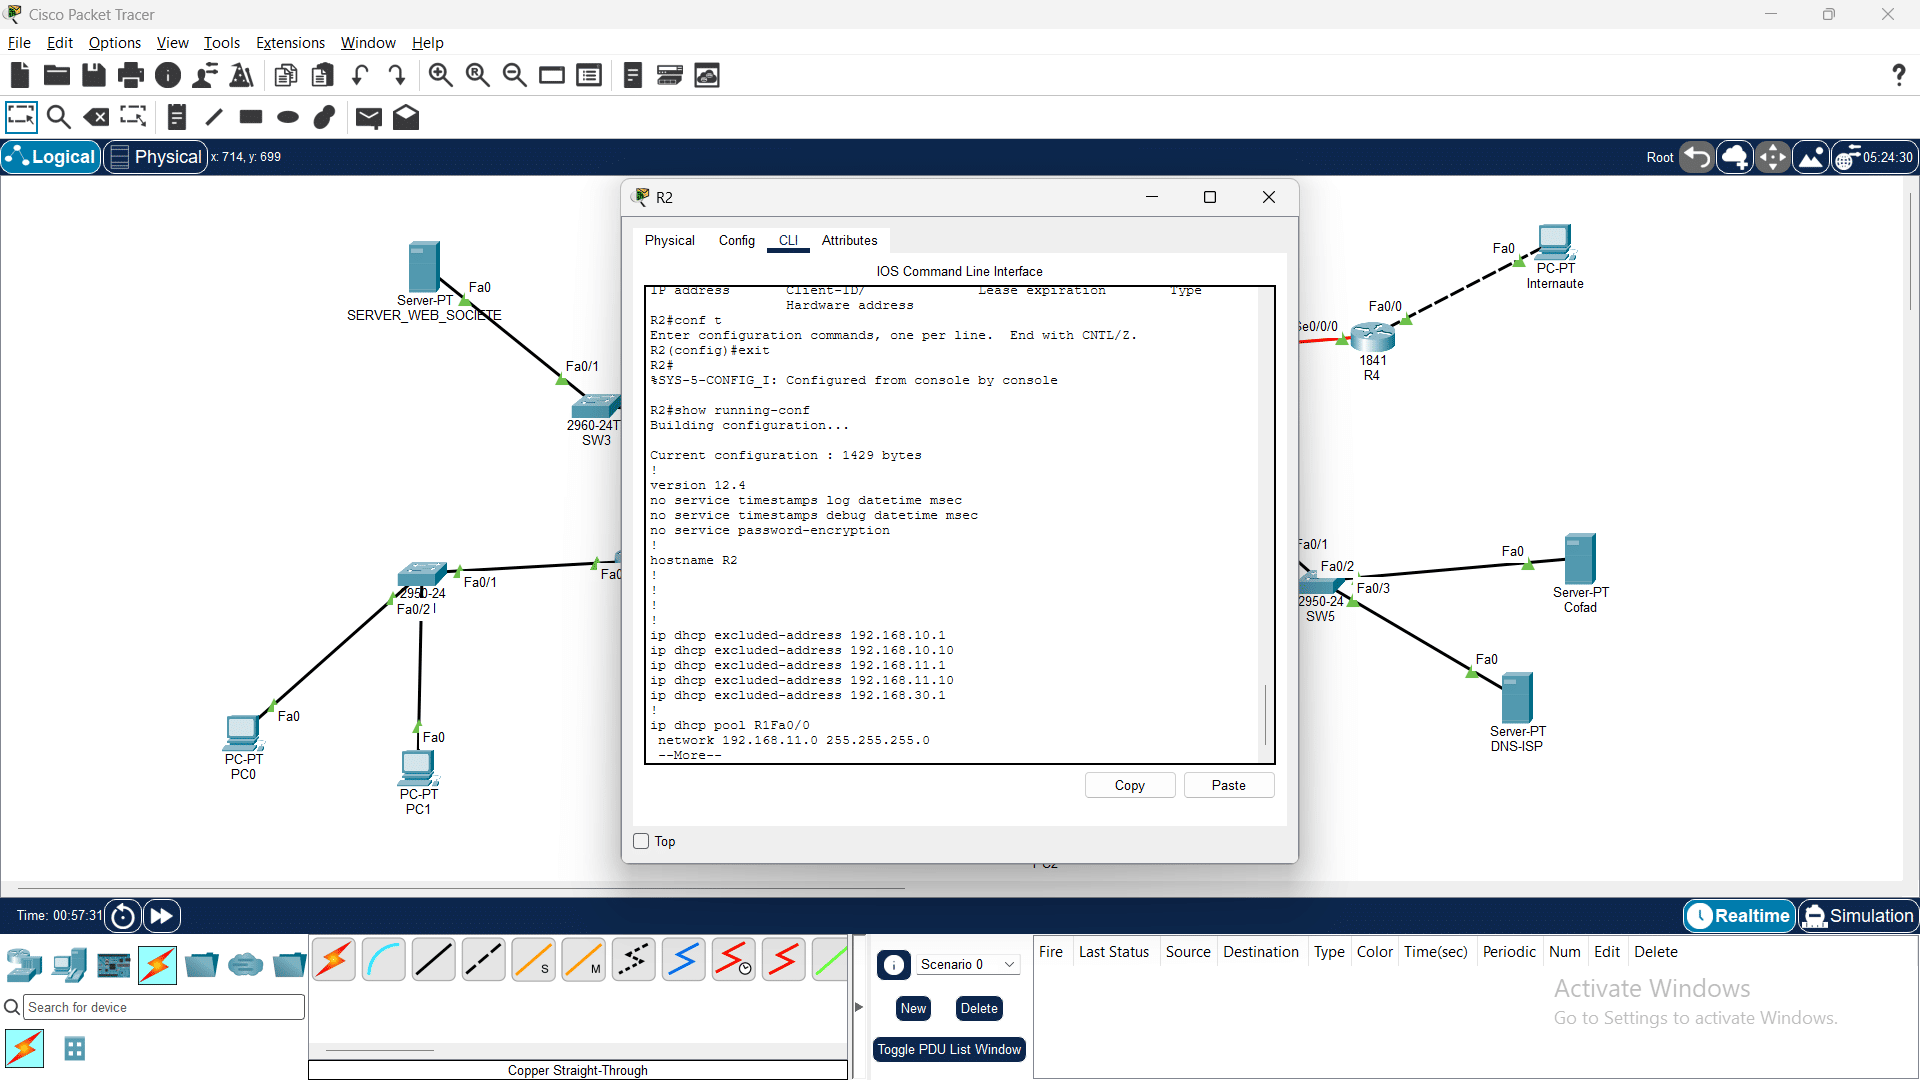 Cisco Packet Tracer
File Edit Options View Tools Extensions Window Help
Logical Physical x: 714, y: 699 Root 05:24:30
R2
Physical Config CLI Attributes
IOS Command Line Interface
IP address Client-ID/ Lease expiration Type
Hardware address
R2#conf t
Enter configuration commands, one per line. End with CNTL/Z.
R2(config)#exit
R2#
%SYS-5-CONFIG_I: Configured from console by console
R2#show running-conf
Building configuration...
Current configuration : 1429 bytes
!
version 12.4
no service timestamps log datetime msec
no service timestamps debug datetime msec
no service password-encryption
!
hostname R2
!
!
!
!
ip dhcp excluded-address 192.168.10.1
ip dhcp excluded-address 192.168.10.10
ip dhcp excluded-address 192.168.11.1
ip dhcp excluded-address 192.168.11.10
ip dhcp excluded-address 192.168.30.1
!
ip dhcp pool R1Fa0/0
network 192.168.11.0 255.255.255.0
--More--
Copy Paste
Top
Fa0
Server-PT
SERVER_WEB_SOCIETE
Fa0/1
2960-24T
SW3
Fa0
2950-24
Fa0/1
Fa0/2
Fa0
PC-PT
PC0
Fa0
PC-PT
PC1
Fa0
PC-PT
Internaute
Fa0/0
Se0/0/0
1841
R4
Fa0/1
Fa0/2
Fa0/3
2950-24
SW5
Fa0
Server-PT
Cofad
Fa0
Server-PT
DNS-ISP
PC2
Time: 00:57:31 Realtime Simulation
Search for device
S
M
Copper Straight-Through
Scenario 0
New Delete
Toggle PDU List Window
Fire Last Status Source Destination Type Color Time(sec) Periodic Num Edit Delete
Activate Windows
Go to Settings to activate Windows.